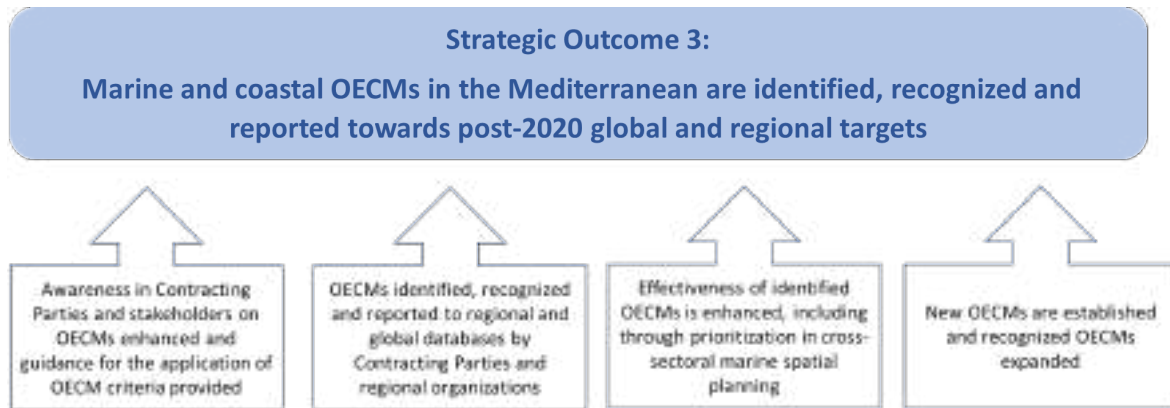 Strategic Outcome 3:
Marine and coastal OECMs in the Mediterranean are identified, recognized and
reported towards post-2020 global and regional targets
Awareness in Contracting
Parties and stakeholders on
OECMs enhanced and
guidance for the application of
OECM criteria provided
OECMs identified, recognized
and reported to regional and
global databases by
Contracting Parties and
regional organizations
Effectiveness of identified
OECMs is enhanced, including
through prioritization in cross-
sectoral marine spatial
planning
New OECMs are established
and recognized OECMs
expanded